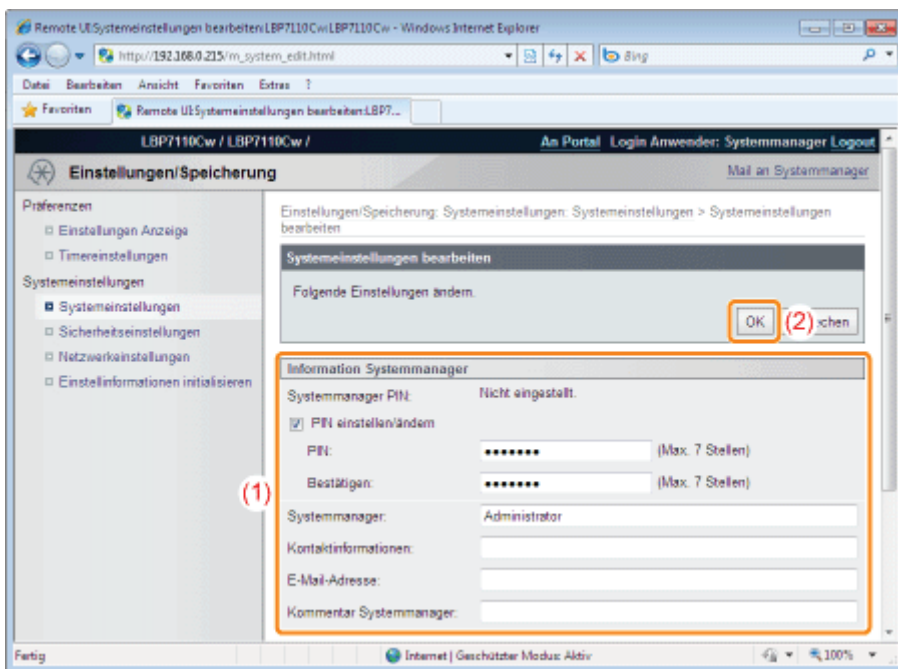 Remote UI:Systemeinstellungen bearbeiten:LBP7110Cw:LBP7110Cw - Windows Internet Explorer
http://192.168.0.215/m_system_edit.html
Bing
Datei Bearbeiten Ansicht Favoriten Extras ?
Favoriten Remote UI:Systemeinstellungen bearbeiten:LBP7...
LBP7110Cw / LBP7110Cw / An Portal Login Anwender: Systemmanager Logout
Einstellungen/Speicherung Mail an Systemmanager
Präferenzen
Einstellungen Anzeige
Timereinstellungen
Systemeinstellungen
Systemeinstellungen
Sicherheitseinstellungen
Netzwerkeinstellungen
Einstellinformationen initialisieren
Einstellungen/Speicherung: Systemeinstellungen: Systemeinstellungen > Systemeinstellungen
bearbeiten
Systemeinstellungen bearbeiten
Folgende Einstellungen ändern.
OK (2) chen
(1)
Information Systemmanager
Systemmanager PIN: Nicht eingestellt.
PIN einstellen/ändern
PIN: ••••••• (Max. 7 Stellen)
Bestätigen: ••••••• (Max. 7 Stellen)
Systemmanager: Administrator
Kontaktinformationen:
E-Mail-Adresse:
Kommentar Systemmanager:
Fertig Internet | Geschützter Modus: Aktiv 100%